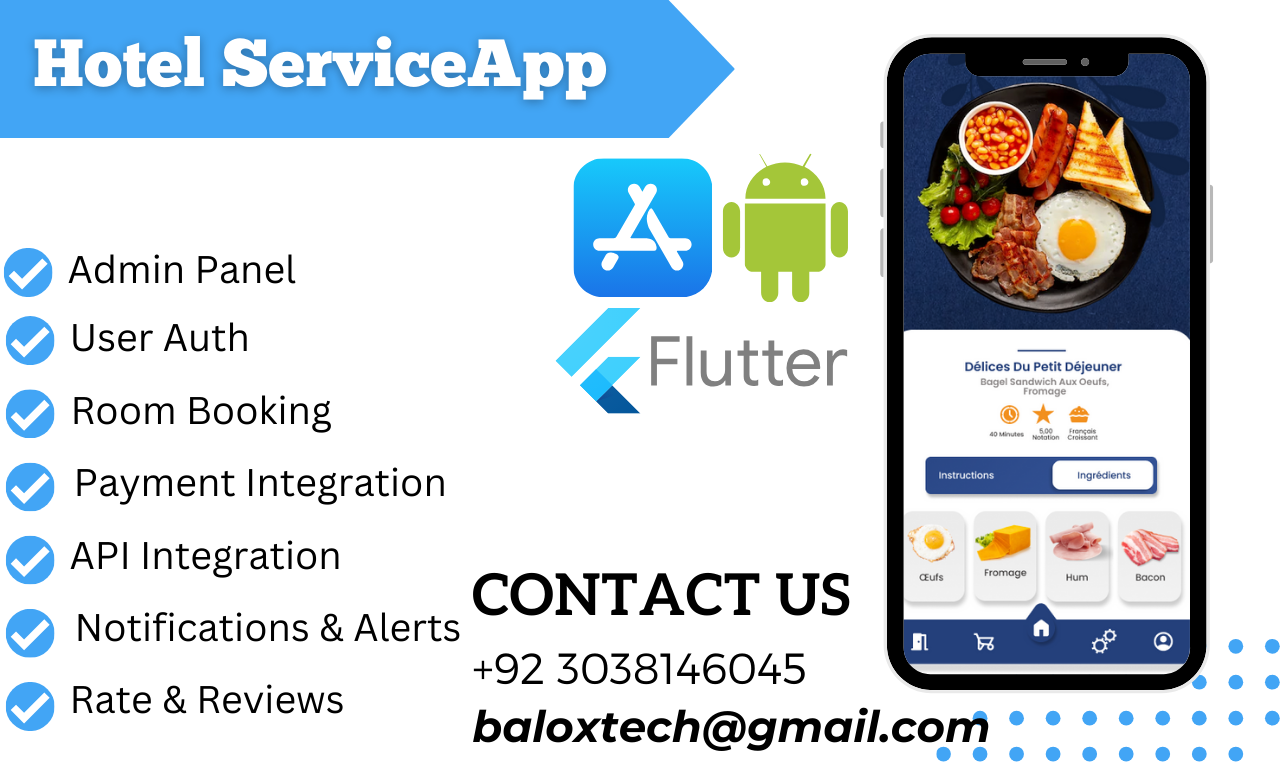 Hotel ServiceApp
Admin Panel
User Auth
Room Booking
Payment Integration
API Integration
Notifications & Alerts
Rate & Reviews
Flutter
CONTACT US
+92 3038146045
baloxtech@gmail.com
Délices Du Petit Déjeuner
Bagel Sandwich Aux Oeufs,
Fromage
40 Minutes
5,00
Notation
Français
Croissant
Instructions
Ingrédients
Œufs
Fromage
Hum
Bacon